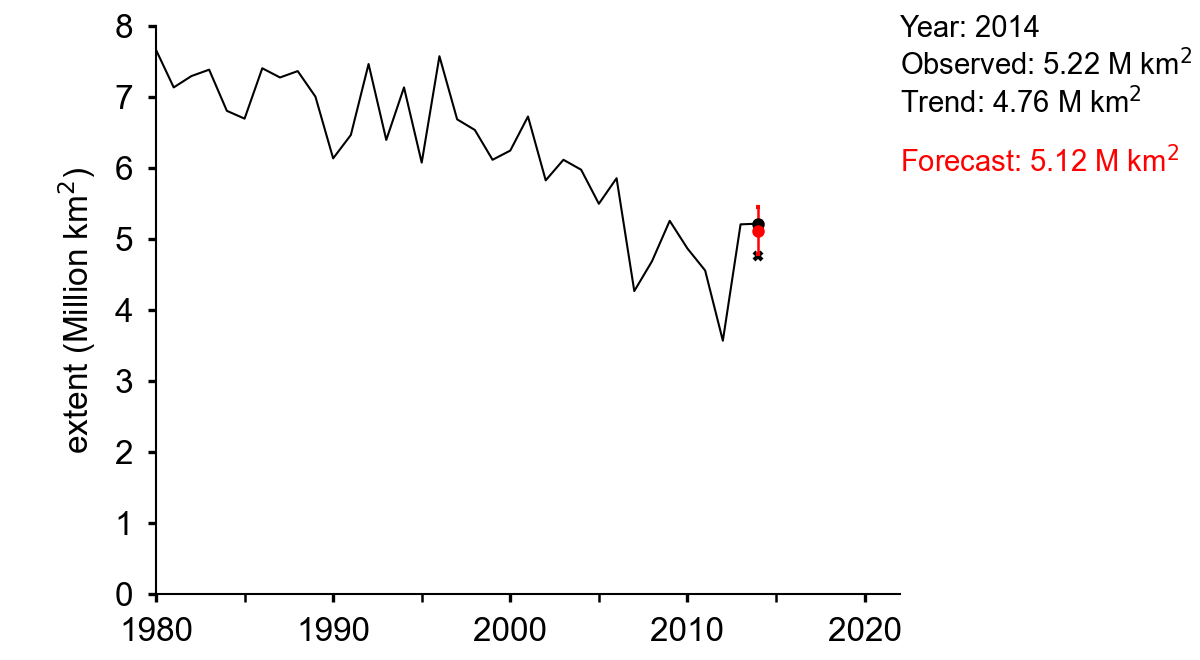 8
7
6
5
4
3
2
1
0
extent (Million km²)
1980 1990 2000 2010 2020
Year: 2014
Observed: 5.22 M km²
Trend: 4.76 M km²
Forecast: 5.12 M km²